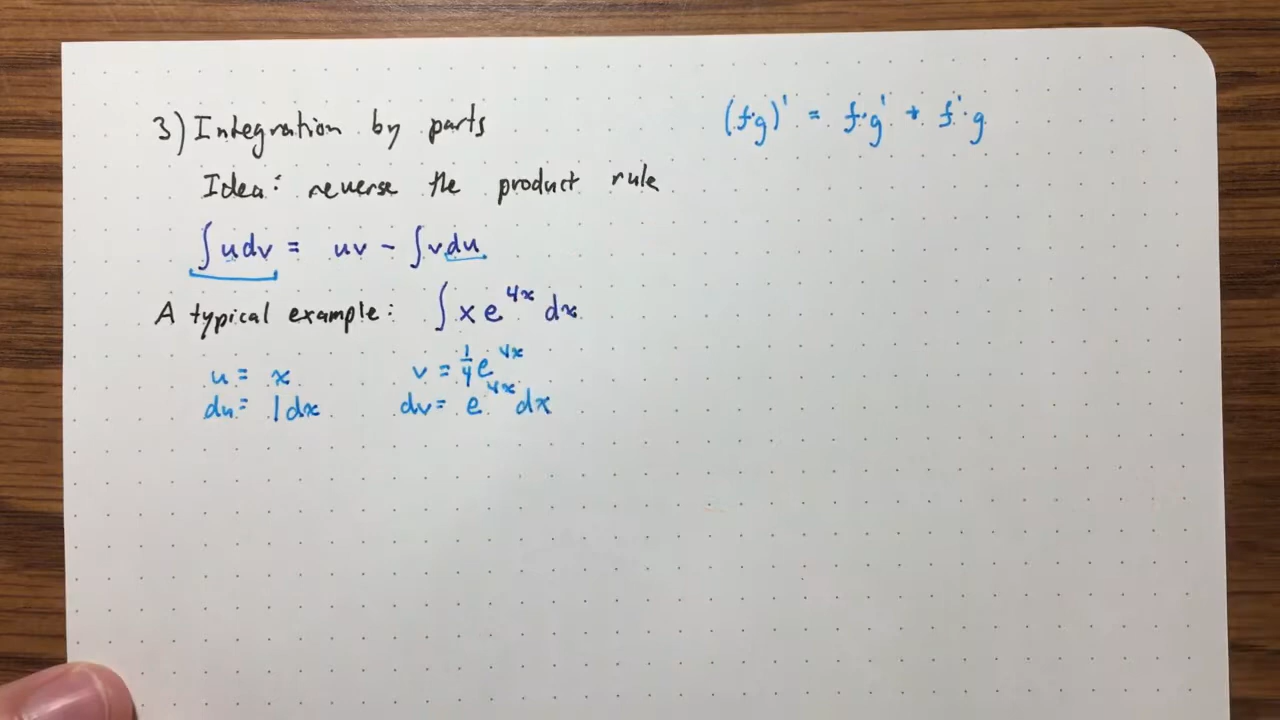 3) Integration by parts
(f·g)' = f·g' + f'·g
Idea: reverse the product rule
∫udv = uv - ∫vdu
A typical example: ∫xe^{4x} dx
u = x
v = \frac{1}{4}e^{4x}
du = 1dx
dv = e^{4x}dx